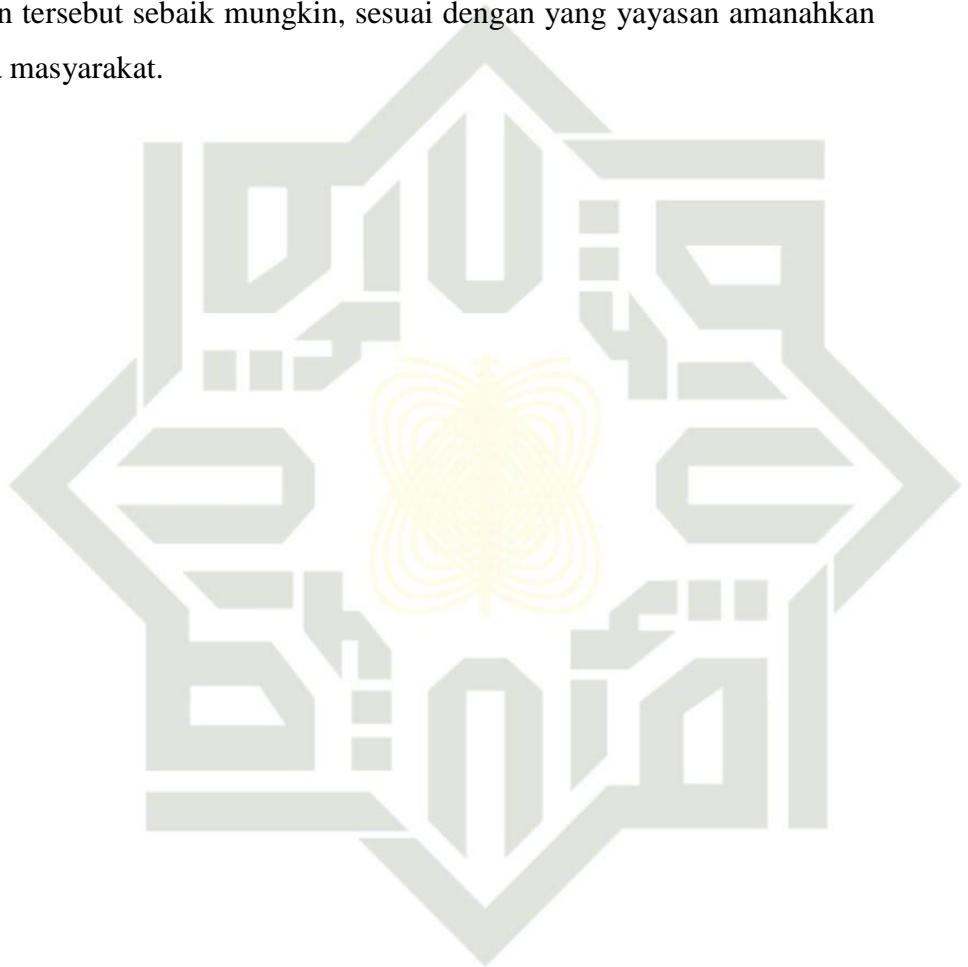 n tersebut sebaik mungkin, sesuai dengan yang yayasan amanahkan
masyarakat.